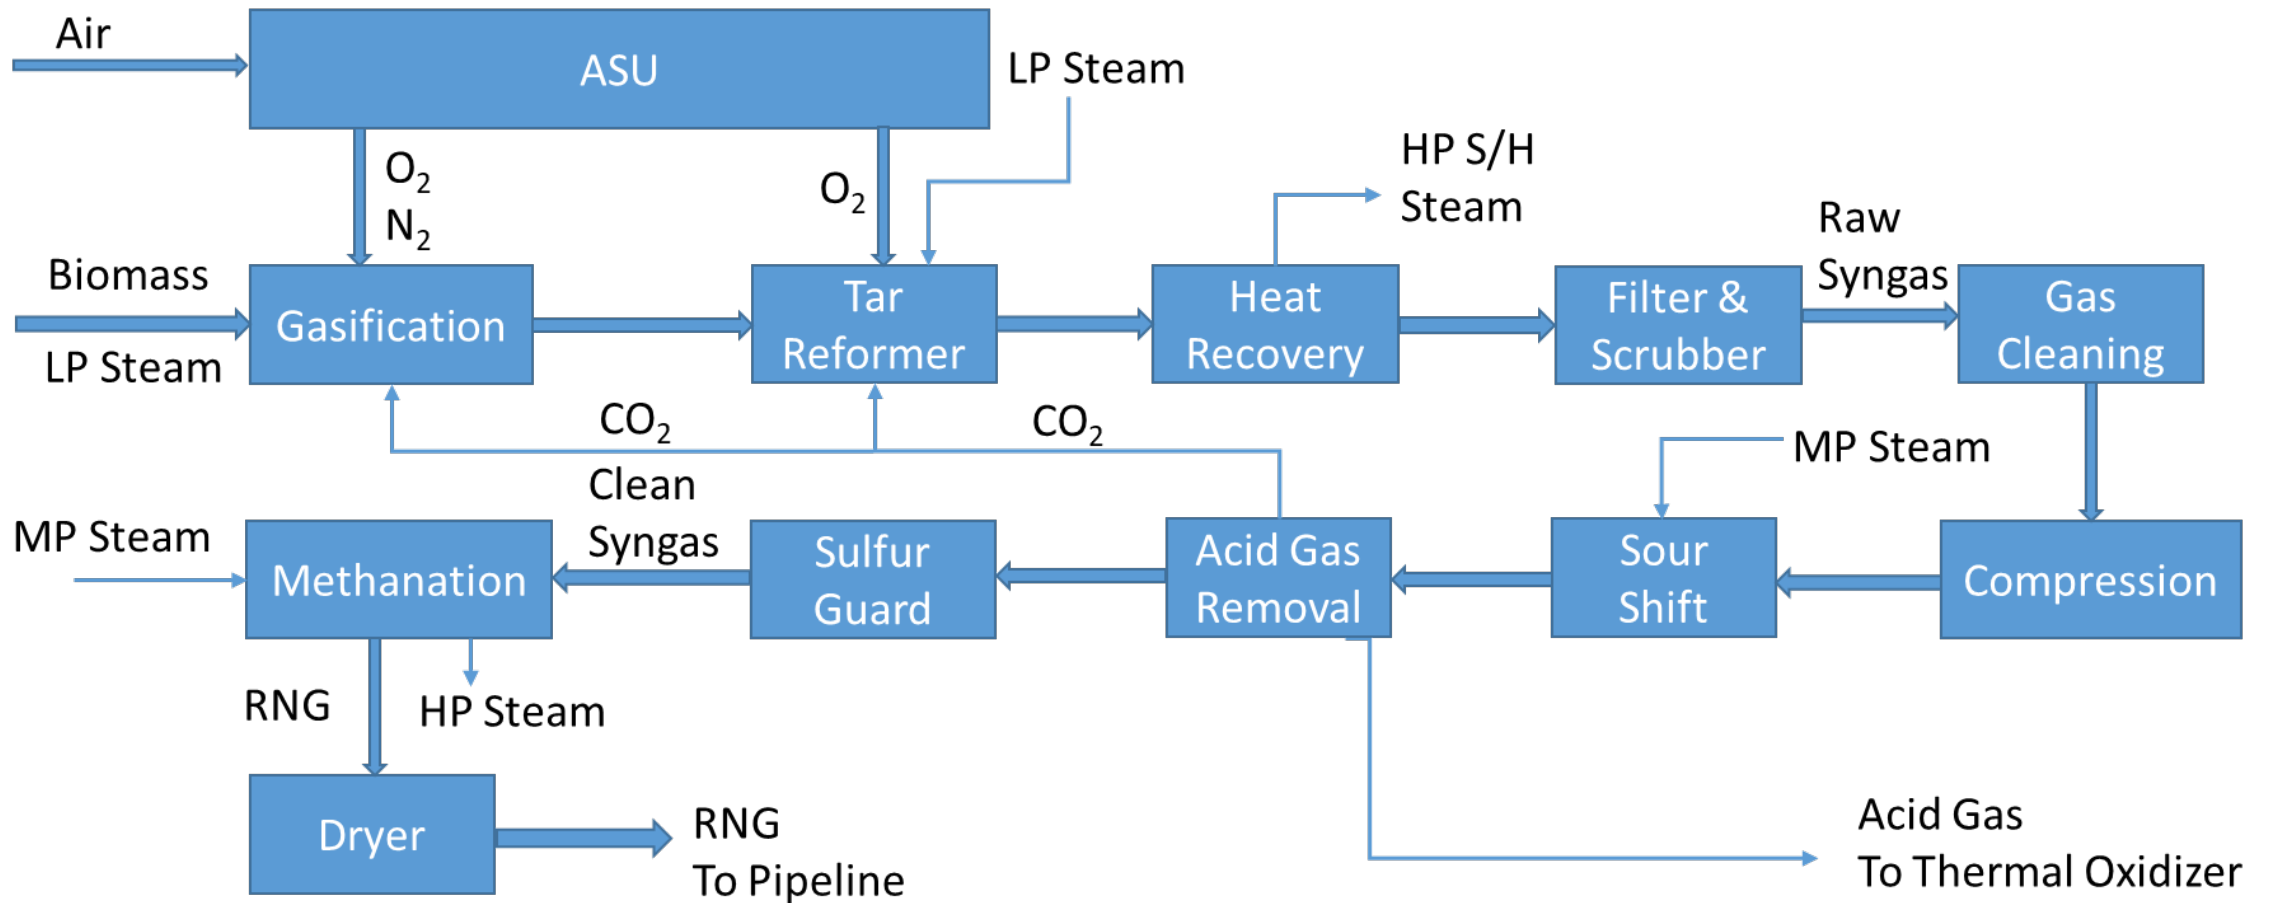 Air
ASU
LP Steam
O₂
N₂
O₂
HP S/H
Steam
Raw
Syngas
Biomass
LP Steam
Gasification
Tar
Reformer
Heat
Recovery
Filter &
Scrubber
Gas
Cleaning
CO₂
CO₂
MP Steam
MP Steam
Methanation
Clean
Syngas
Sulfur
Guard
Acid Gas
Removal
Sour
Shift
Compression
RNG
HP Steam
Dryer
RNG
To Pipeline
Acid Gas
To Thermal Oxidizer